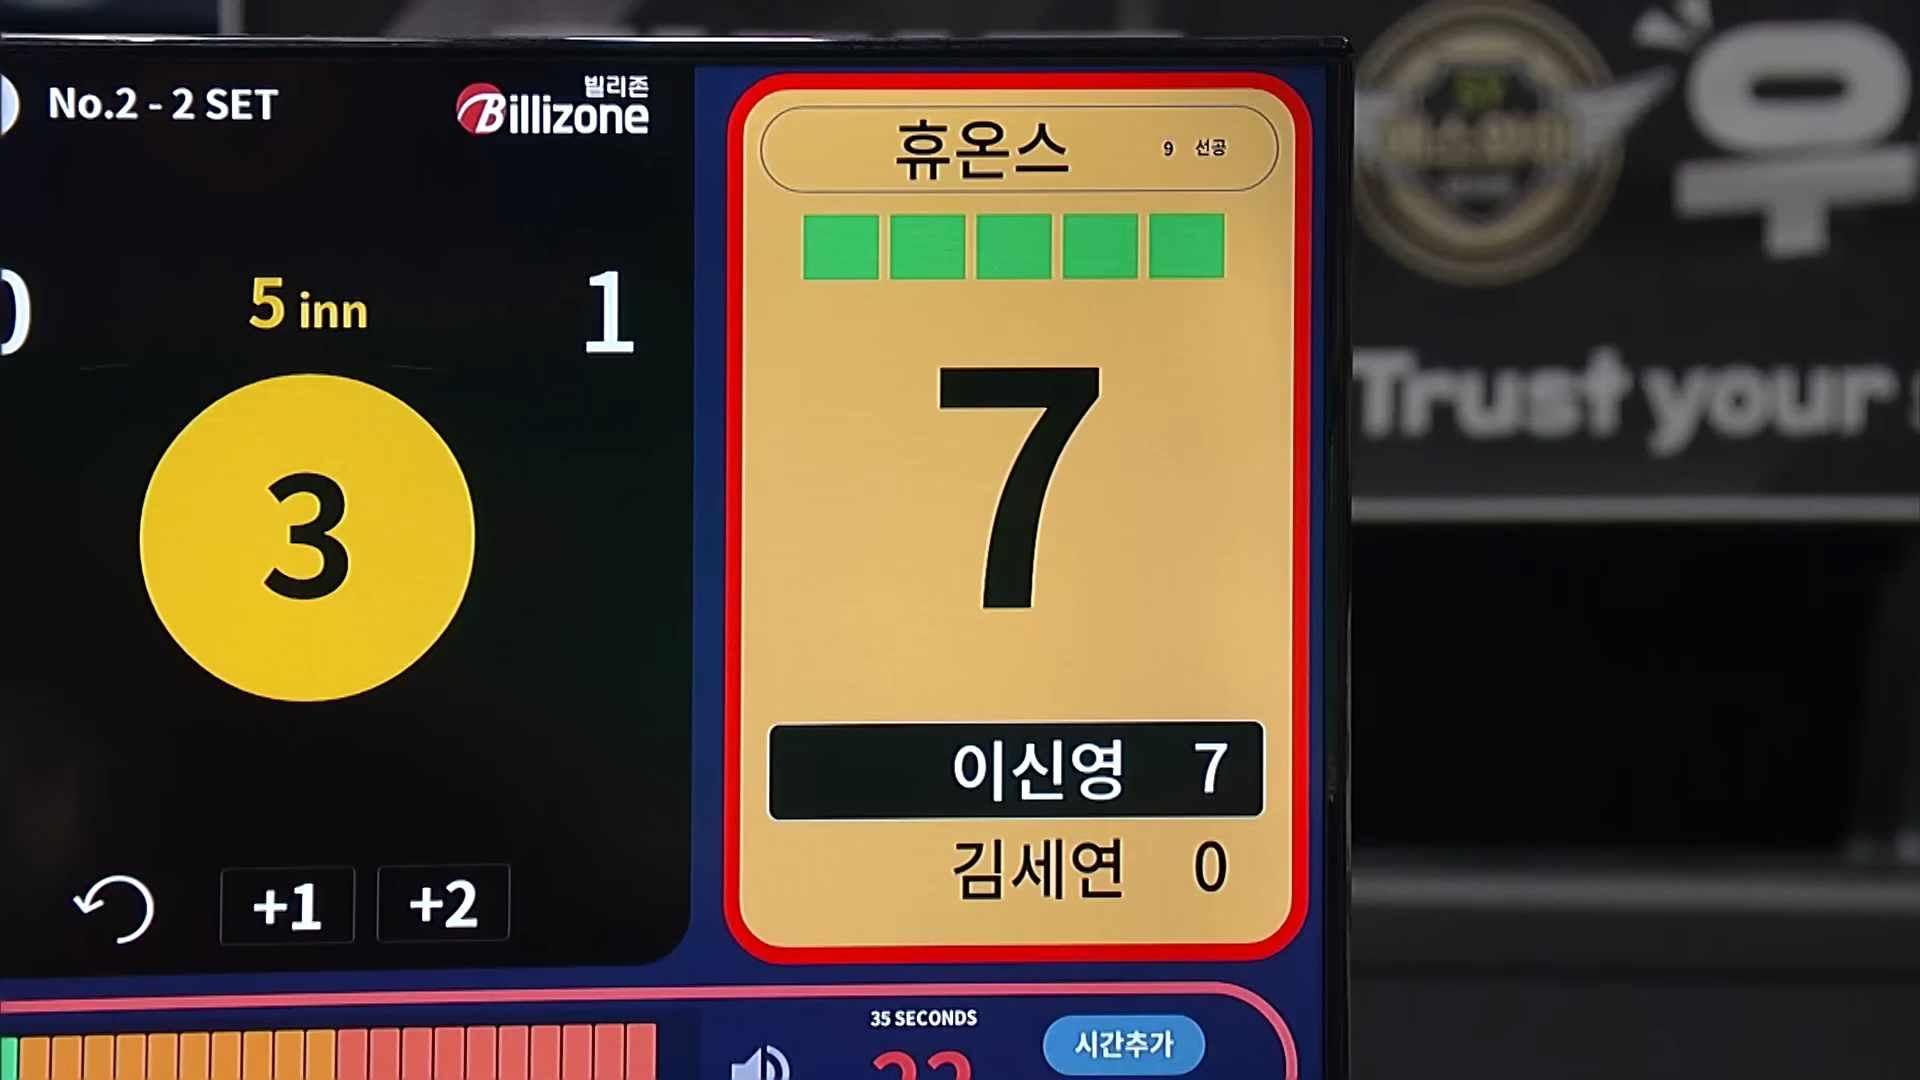 No.2 - 2 SET
빌리존
Billizone
휴온스 9 선공
0 5 inn 1
7
3
이신영 7
김세연 0
+1 +2
35 SECONDS
시간추가
우
Trust your